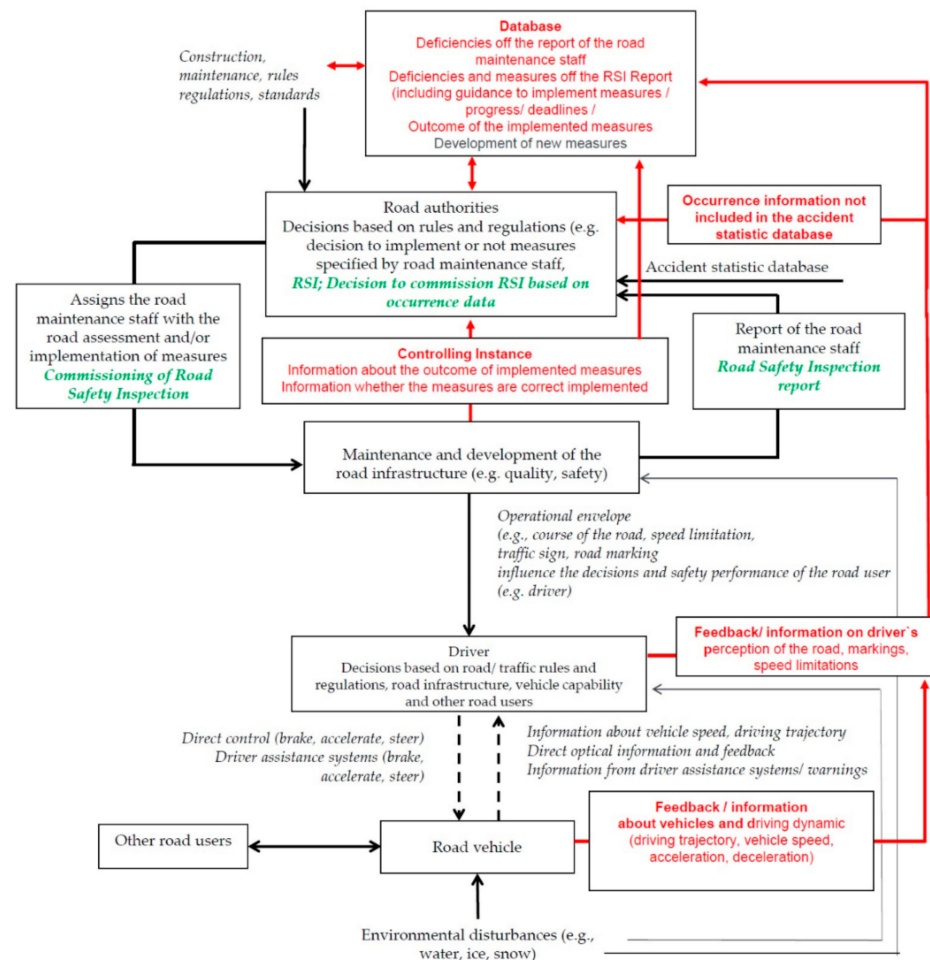 Database
Deficiencies off the report of the road
maintenance staff
Deficiencies and measures off the RSI Report
(including guidance to implement measures /
progress/ deadlines /
Outcome of the implemented measures
Development of new measures
Construction,
maintenance, rules
regulations, standards
Road authorities
Decisions based on rules and regulations (e.g.
decision to implement or not measures
specified by road maintenance staff,
RSI; Decision to commission RSI based on
occurrence data
Occurrence information not
included in the accident
statistic database
Accident statistic database
Assigns the road
maintenance staff with the
road assessment and/or
implementation of measures
Commissioning of Road
Safety Inspection
Controlling Instance
Information about the outcome of implemented measures
Information whether the measures are correct implemented
Report of the road
maintenance staff
Road Safety Inspection
report
Maintenance and development of the
road infrastructure (e.g. quality, safety)
Operational envelope
(e.g., course of the road, speed limitation,
traffic sign, road marking
influence the decisions and safety performance of the road user
(e.g. driver)
Driver
Decisions based on road/ traffic rules and
regulations, road infrastructure, vehicle capability
and other road users
Feedback/ information on driver`s
perception of the road, markings,
speed limitations
Direct control (brake, accelerate, steer)
Driver assistance systems (brake,
accelerate, steer)
Information about vehicle speed, driving trajectory
Direct optical information and feedback
Information from driver assistance systems/ warnings
Other road users
Road vehicle
Feedback / information
about vehicles and driving dynamic
(driving trajectory, vehicle speed,
acceleration, deceleration)
Environmental disturbances (e.g.,
water, ice, snow)